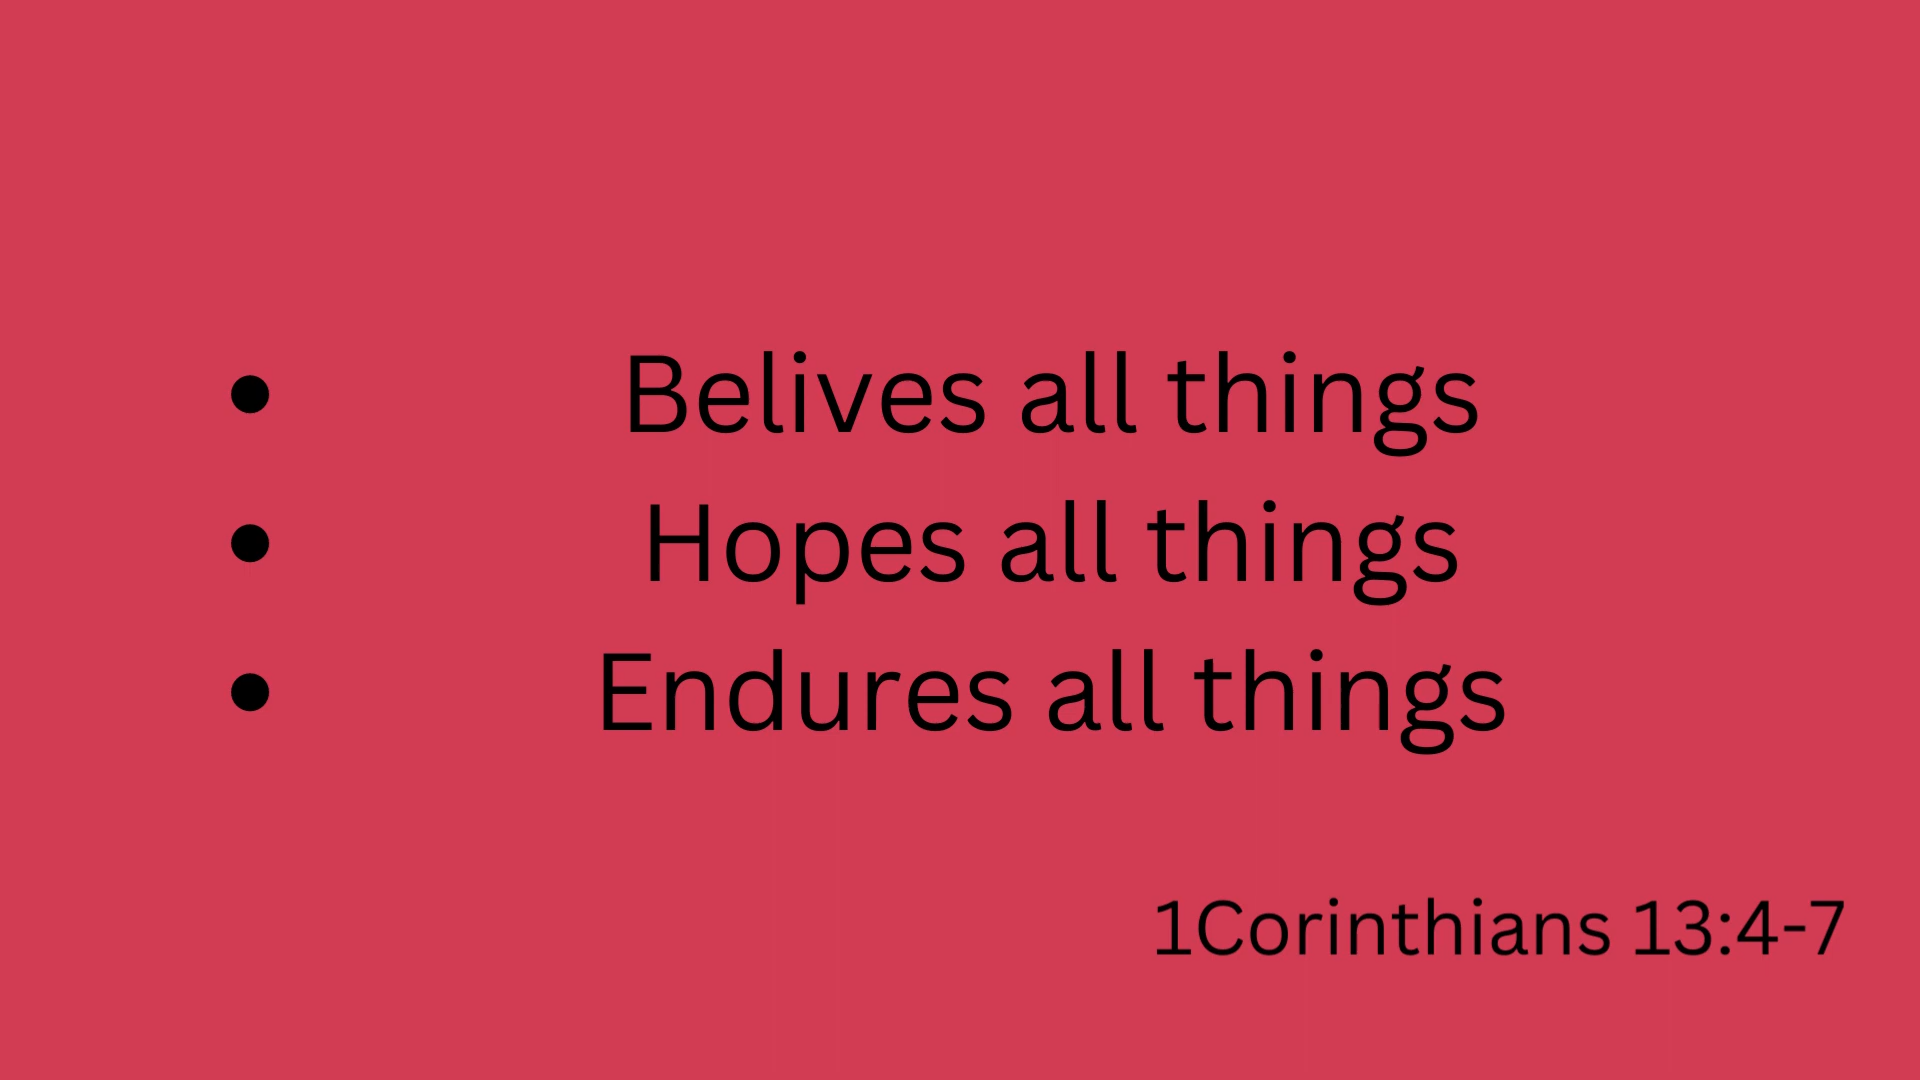 • Belives all things
• Hopes all things
• Endures all things
1Corinthians 13:4-7